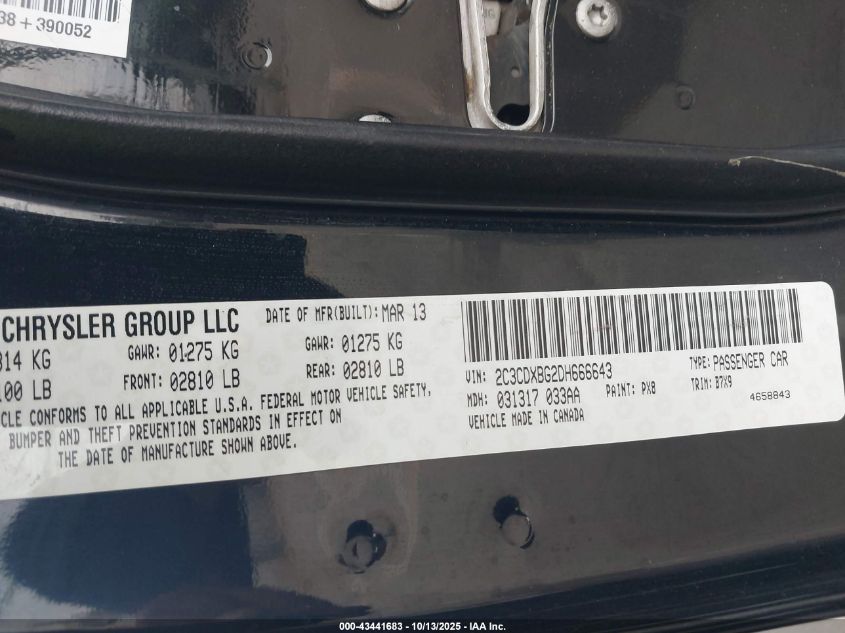 38 + 390052
CHRYSLER GROUP LLC
DATE OF MFR(BUILT): MAR 13
314 KG
GAWR: 01275 KG
GAWR: 01275 KG
100 LB
FRONT: 02810 LB
REAR: 02810 LB
CLE CONFORMS TO ALL APPLICABLE U.S.A. FEDERAL MOTOR VEHICLE SAFETY,
BUMPER AND THEFT PREVENTION STANDARDS IN EFFECT ON
THE DATE OF MANUFACTURE SHOWN ABOVE.
VIN: 2C3CDXBG2DH666643
TYPE: PASSENGER CAR
MDH: 031317 033AA
PAINT: PX8
TRIM: B7X9
VEHICLE MADE IN CANADA
4658843
000-43441683 - 10/13/2025 - IAA Inc.